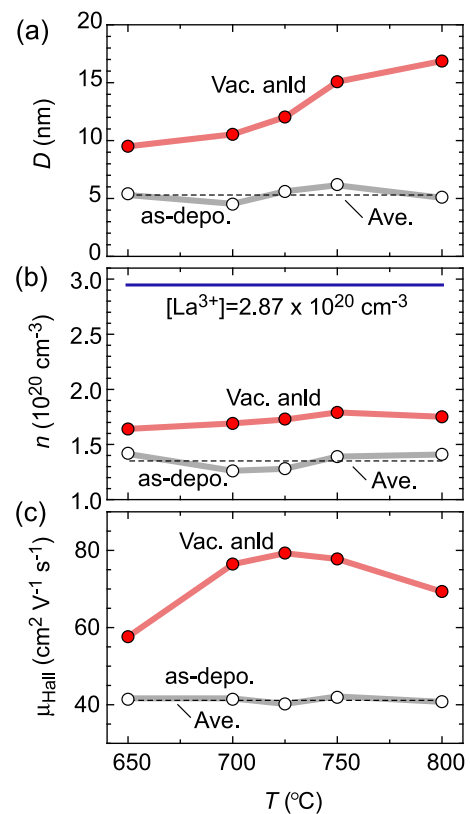 (a)
20
15
10
5
0
D (nm)
Vac. anld
as-depo.
Ave.
(b)
3.0
2.5
2.0
1.5
1.0
n (10²⁰ cm⁻³)
[La³⁺]=2.87 x 10²⁰ cm⁻³
Vac. anld
as-depo.
Ave.
(c)
80
60
40
μHall (cm² V⁻¹ s⁻¹)
Vac. anld
as-depo.
Ave.
650 700 750 800
T (°C)